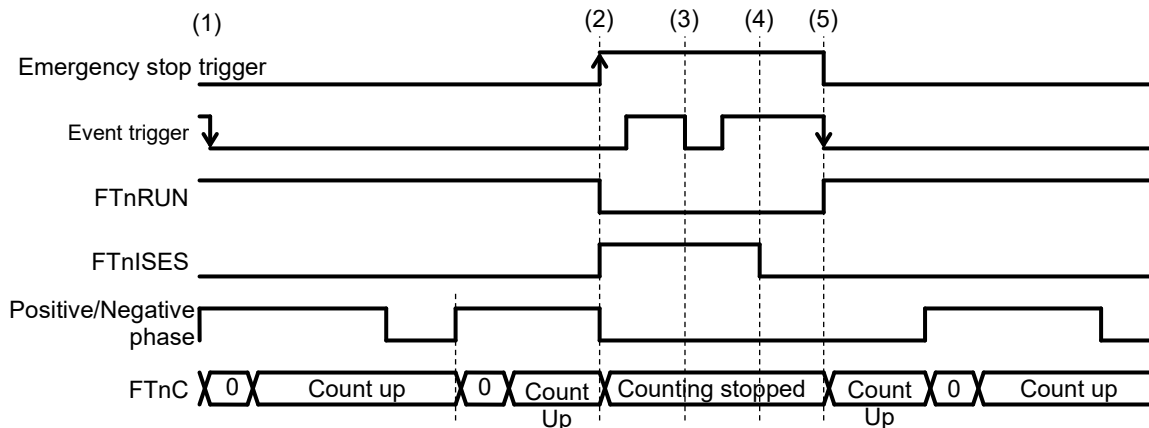 (1) (2) (3) (4) (5)
Emergency stop trigger
Event trigger
FTnRUN
FTnISES
Positive/Negative
phase
FTnC 0 Count up 0 Count Counting stopped Count 0 Count up
Up Up